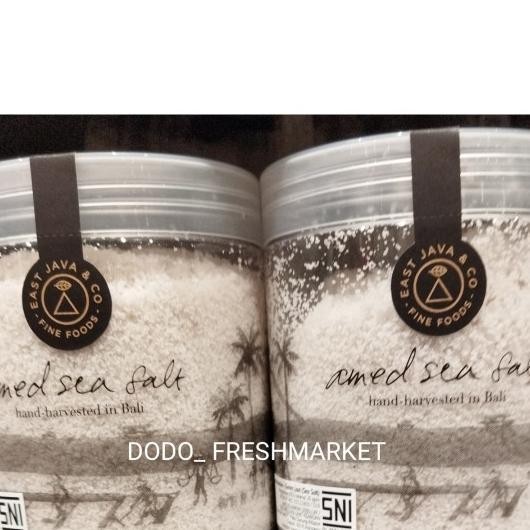 EAST JAVA & CO
FINE FOODS
amed sea salt
hand-harvested in Bali
SNI
EAST JAVA & CO
FINE FOODS
amed sea
hand-harvested in Bali
SNI
DODO_ FRESHMARKET